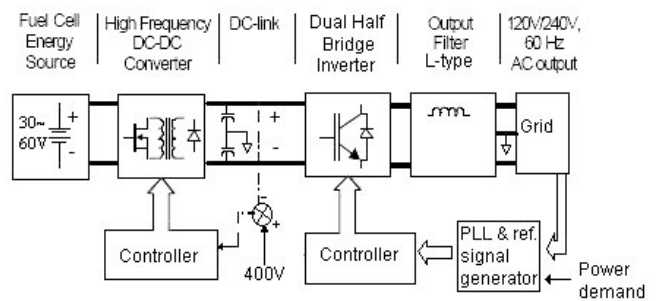 Fuel Cell
Energy
Source
High Frequency
DC-DC
Converter
DC-link
Dual Half
Bridge
Inverter
Output
Filter
L-type
120V/240V,
60 Hz
AC output
30~
60V
+
-
+
-
Grid
-
+
400V
Controller
Controller
PLL & ref.
signal
generator
Power
demand